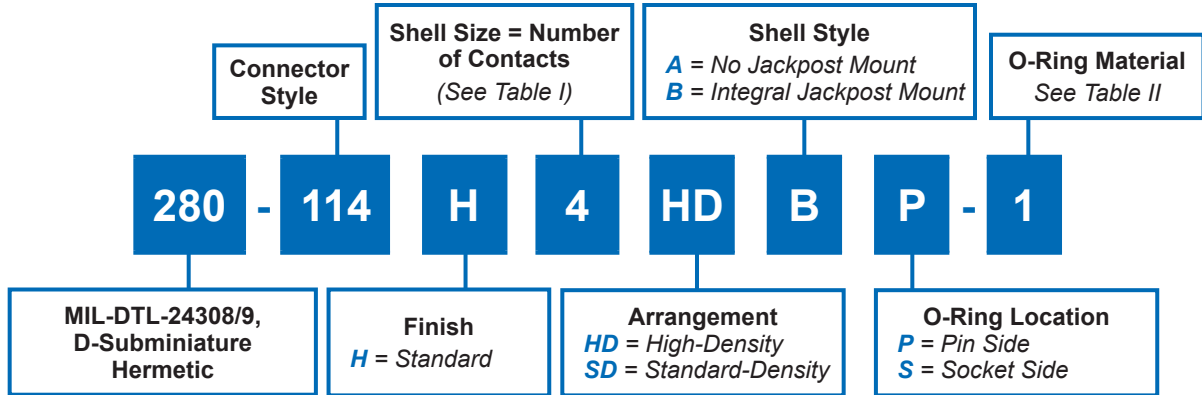 Connector
Style
Shell Size = Number
of Contacts
(See Table I)
Shell Style
A = No Jackpost Mount
B = Integral Jackpost Mount
O-Ring Material
See Table II
280 - 114 H 4 HD B P - 1
MIL-DTL-24308/9,
D-Subminiature
Hermetic
Finish
H = Standard
Arrangement
HD = High-Density
SD = Standard-Density
O-Ring Location
P = Pin Side
S = Socket Side